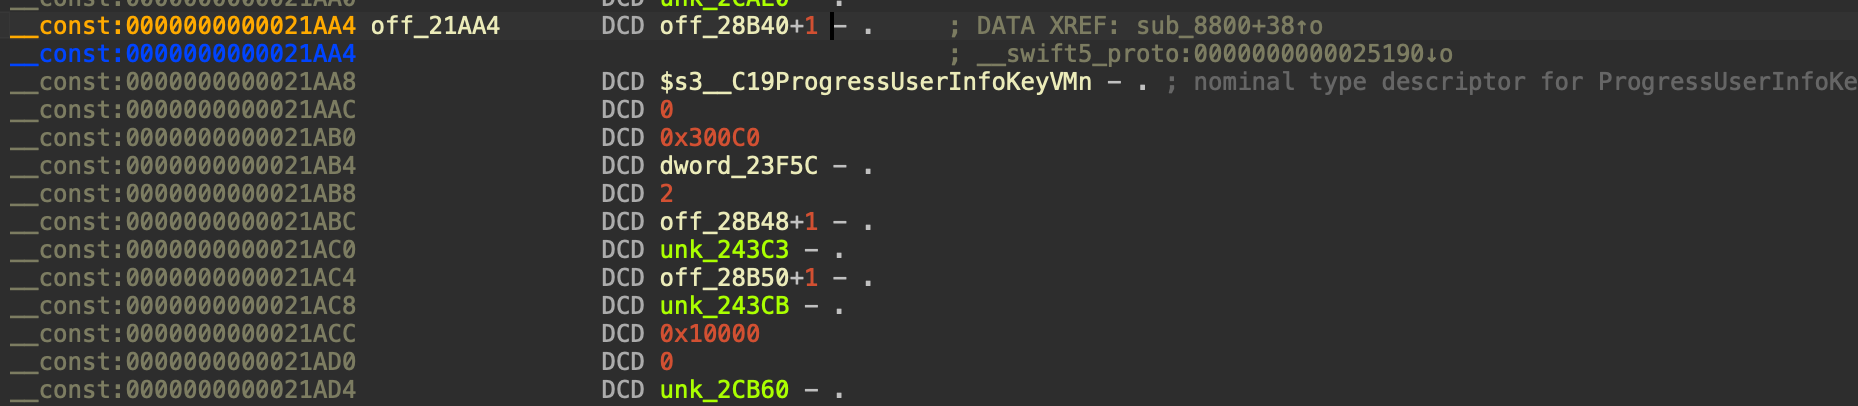 DCD unk_2CAE0 - .
__const:0000000000021AA4 off_21AA4 DCD off_28B40+1 - . ; DATA XREF: sub_8800+38↑o
__const:0000000000021AA4 ; __swift5_proto:0000000000025190↓o
__const:0000000000021AA8 DCD $s3__C19ProgressUserInfoKeyVMn - . ; nominal type descriptor for ProgressUserInfoKe
__const:0000000000021AAC DCD 0
__const:0000000000021AB0 DCD 0x300C0
__const:0000000000021AB4 DCD dword_23F5C - .
__const:0000000000021AB8 DCD 2
__const:0000000000021ABC DCD off_28B48+1 - .
__const:0000000000021AC0 DCD unk_243C3 - .
__const:0000000000021AC4 DCD off_28B50+1 - .
__const:0000000000021AC8 DCD unk_243CB - .
__const:0000000000021ACC DCD 0x10000
__const:0000000000021AD0 DCD 0
__const:0000000000021AD4 DCD unk_2CB60 - .